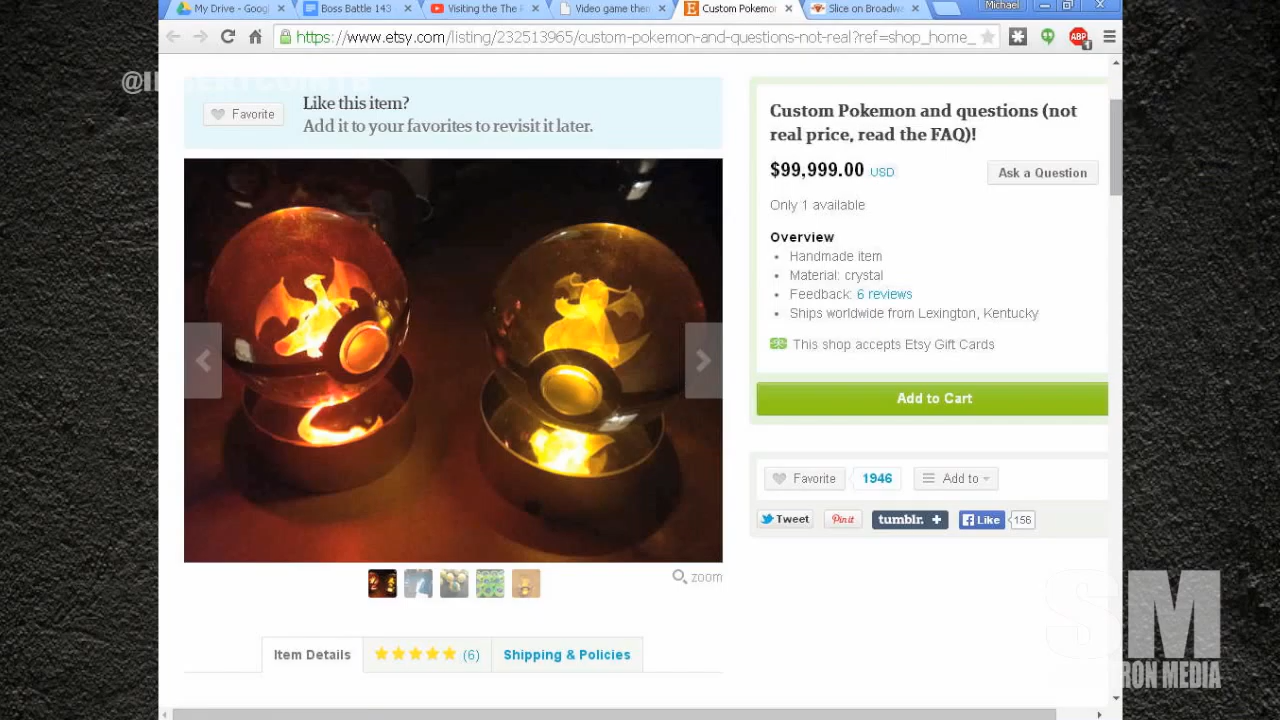 My Drive - Googl
Boss Battle 143
Visiting the The F
Video game them
Custom Pokemon
Slice on Broadwa
Michael
https://www.etsy.com/listing/232513965/custom-pokemon-and-questions-not-real?ref=shop_home_
ABP
1
Favorite
Like this item?
Add it to your favorites to revisit it later.
zoom
Item Details
(6)
Shipping & Policies
Custom Pokemon and questions (not
real price, read the FAQ)!
$99,999.00 USD
Ask a Question
Only 1 available
Overview
Handmade item
Material: crystal
Feedback: 6 reviews
Ships worldwide from Lexington, Kentucky
This shop accepts Etsy Gift Cards
Add to Cart
Favorite
1946
Add to
Tweet
Pin it
tumblr. +
Like
156
SM
RON MEDIA